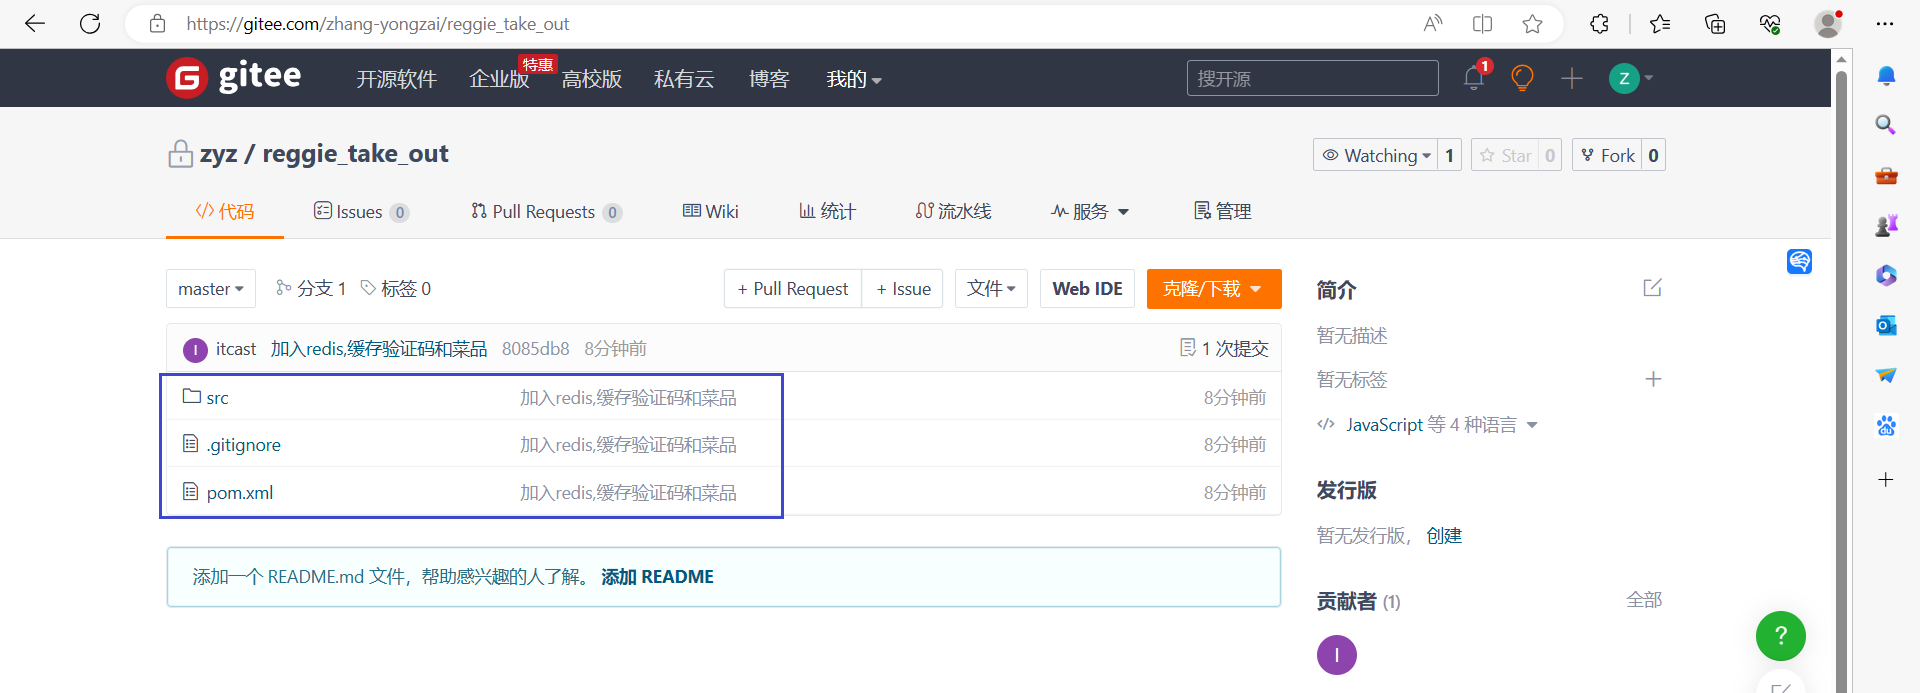 https://gitee.com/zhang-yongzai/reggie_take_out
gitee 开源软件 企业版 特惠 高校版 私有云 博客 我的 搜开源 1 Z
zyz / reggie_take_out Watching 1 Star 0 Fork 0
代码 Issues 0 Pull Requests 0 Wiki 统计 流水线 服务 管理
master 分支 1 标签 0 + Pull Request + Issue 文件 Web IDE 克隆/下载
I itcast 加入redis,缓存验证码和菜品 8085db8 8分钟前 1 次提交
src 加入redis,缓存验证码和菜品 8分钟前
.gitignore 加入redis,缓存验证码和菜品 8分钟前
pom.xml 加入redis,缓存验证码和菜品 8分钟前
添加一个 README.md 文件，帮助感兴趣的人了解。 添加 README
简介
暂无描述
暂无标签
JavaScript 等 4 种语言
发行版
暂无发行版， 创建
贡献者 (1) 全部
I
?